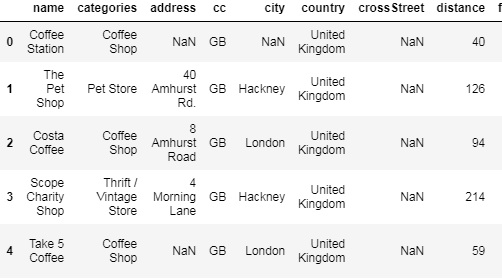 name categories address cc city country crossStreet distance f
0 Coffee Station Coffee Shop NaN GB NaN United Kingdom NaN 40
1 The Pet Shop Pet Store 40 Amhurst Rd. GB Hackney United Kingdom NaN 126
2 Costa Coffee Coffee Shop 8 Amhurst Road GB London United Kingdom NaN 94
3 Scope Charity Shop Thrift / Vintage Store 4 Morning Lane GB Hackney United Kingdom NaN 214
4 Take 5 Coffee Coffee Shop NaN GB London United Kingdom NaN 59